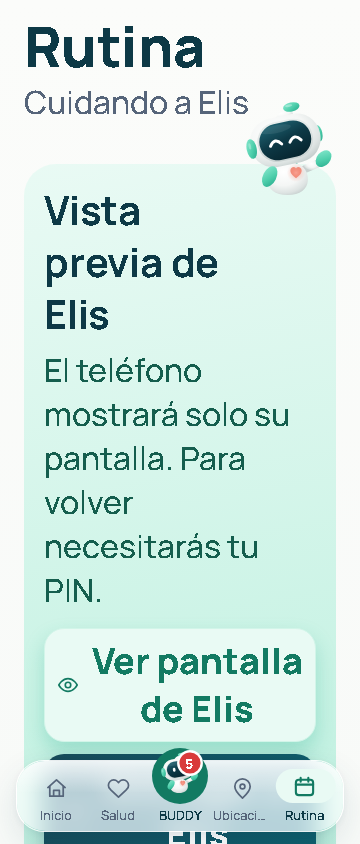 Rutina
Cuidando a Elis
Vista
previa de
Elis
El teléfono
mostrará solo su
pantalla. Para
volver
necesitarás tu
PIN.
Ver pantalla
de Elis
5
Inicio
Salud
BUDDY
Ubicaci...
Rutina
Elis